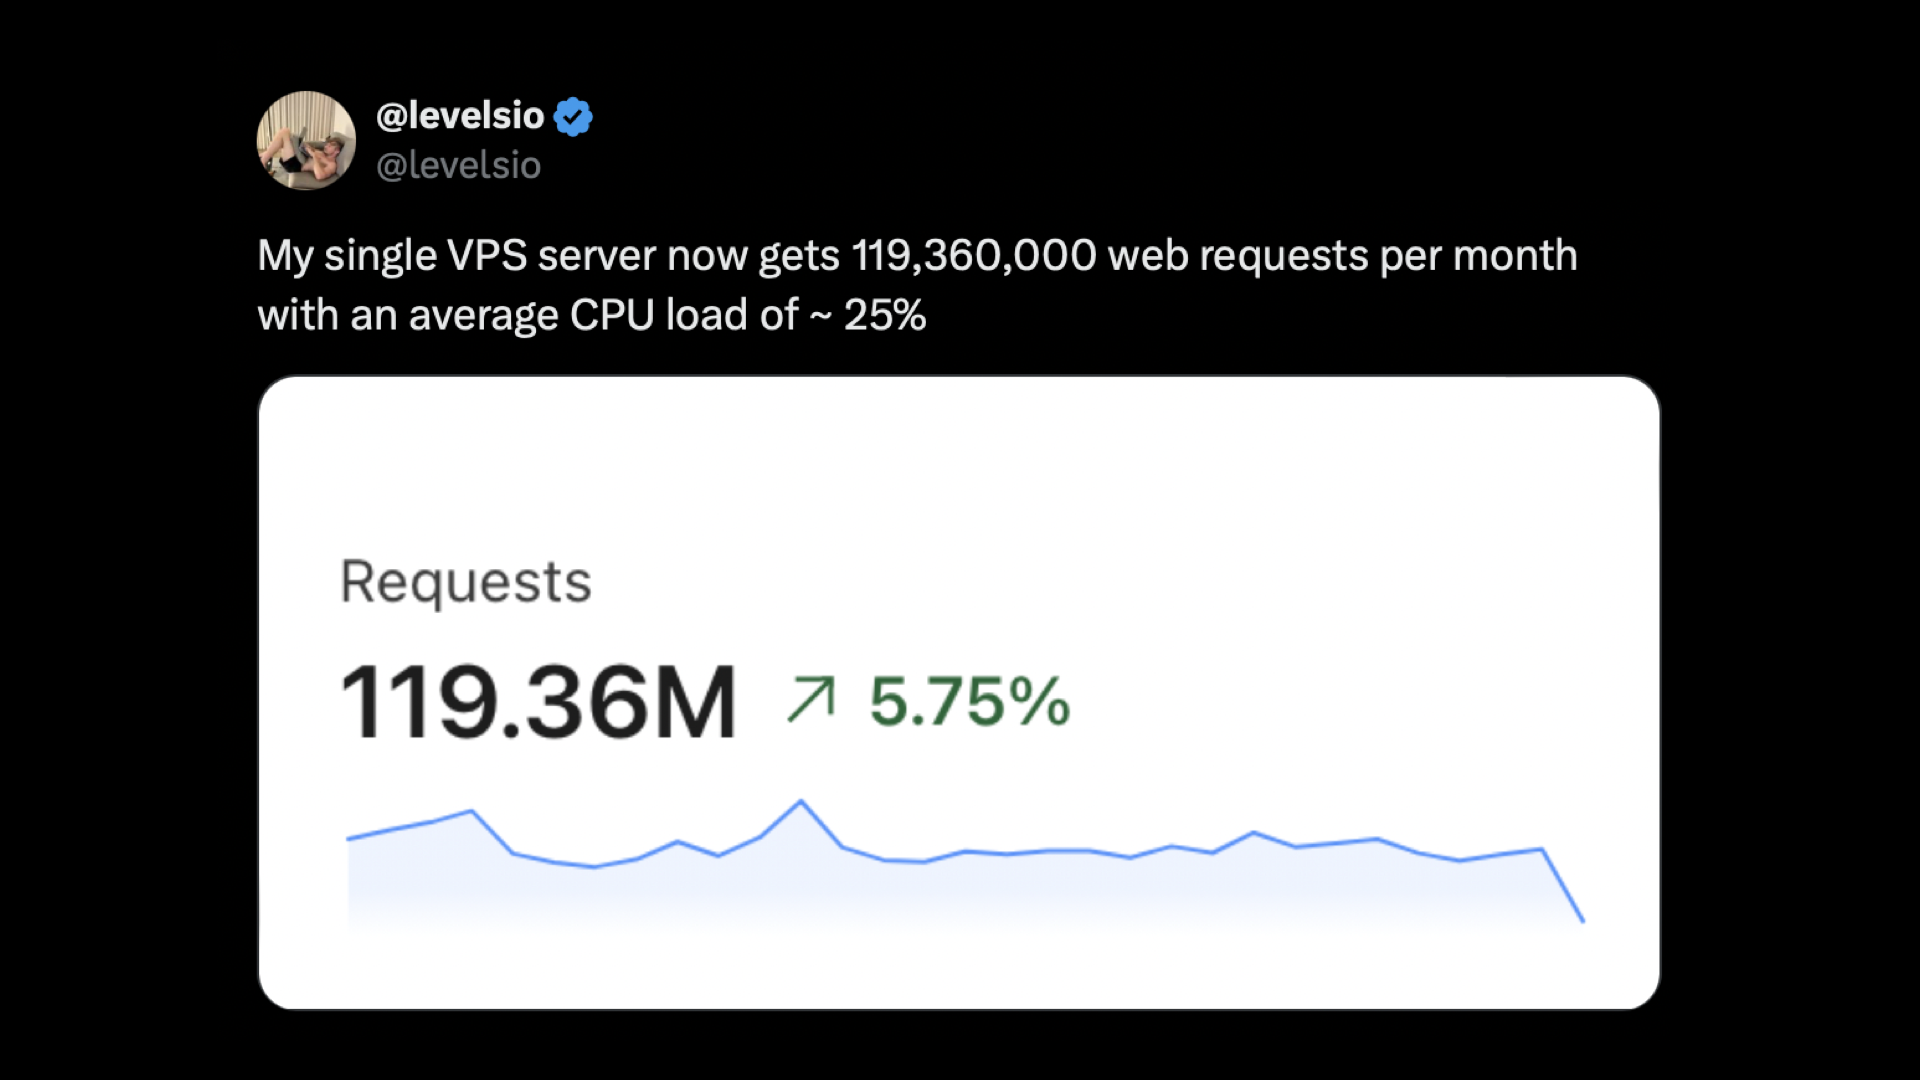 @levelsio
@levelsio
My single VPS server now gets 119,360,000 web requests per month
with an average CPU load of ~ 25%
Requests
119.36M ↗ 5.75%